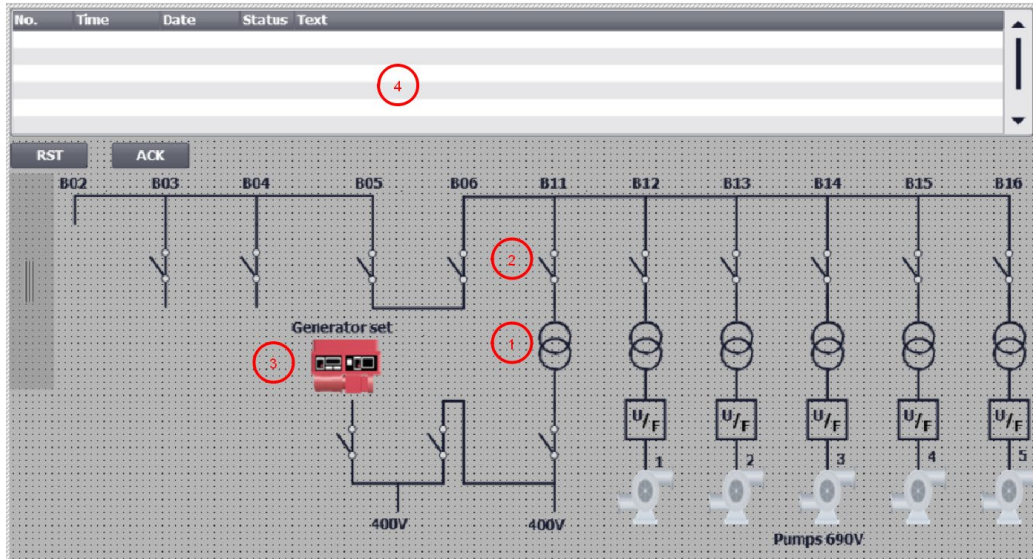 No. Time Date Status Text
4
RST ACK
B02 B03 B04 B05 B06 B11 B12 B13 B14 B15 B16
2
Generator set
1
3
U/F U/F U/F U/F U/F
1 2 3 4 5
400V 400V
Pumps 690V